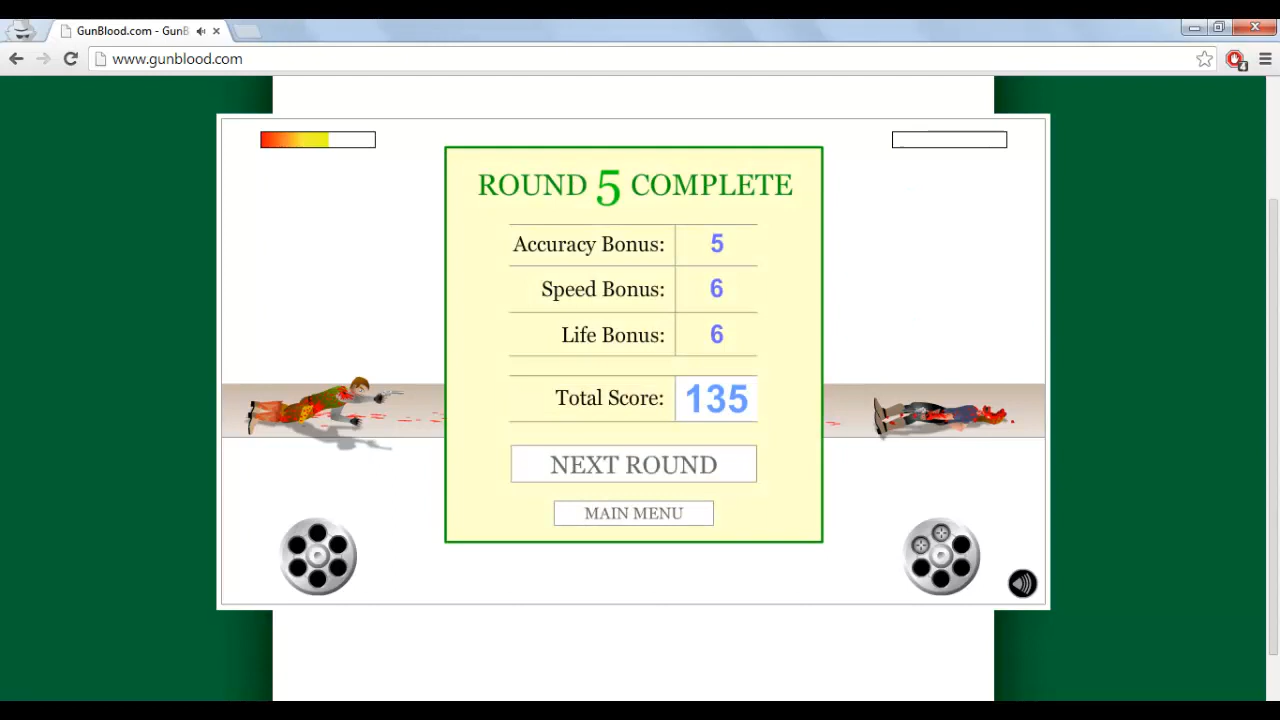 GunBlood.com - GunB
www.gunblood.com
4
ROUND 5 COMPLETE
Accuracy Bonus: 5
Speed Bonus: 6
Life Bonus: 6
Total Score: 135
NEXT ROUND
MAIN MENU